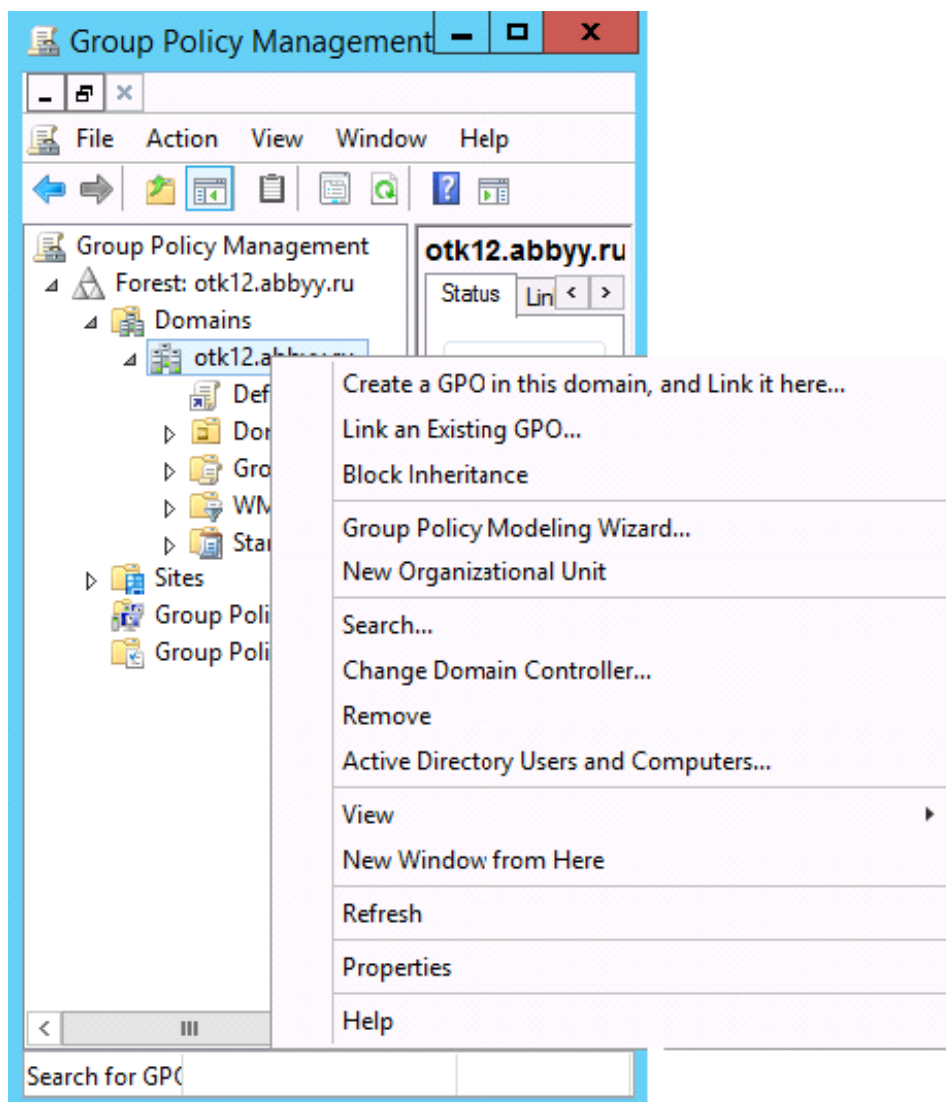 Group Policy Management
File Action View Window Help
Group Policy Management
Forest: otk12.abbyy.ru
Domains
otk12.abbyy.ru
Def
Dor
Gro
WM
Star
Sites
Group Poli
Group Poli
otk12.abbyy.ru
Status Lin
Create a GPO in this domain, and Link it here...
Link an Existing GPO...
Block Inheritance
Group Policy Modeling Wizard...
New Organizational Unit
Search...
Change Domain Controller...
Remove
Active Directory Users and Computers...
View
New Window from Here
Refresh
Properties
Help
Search for GPO